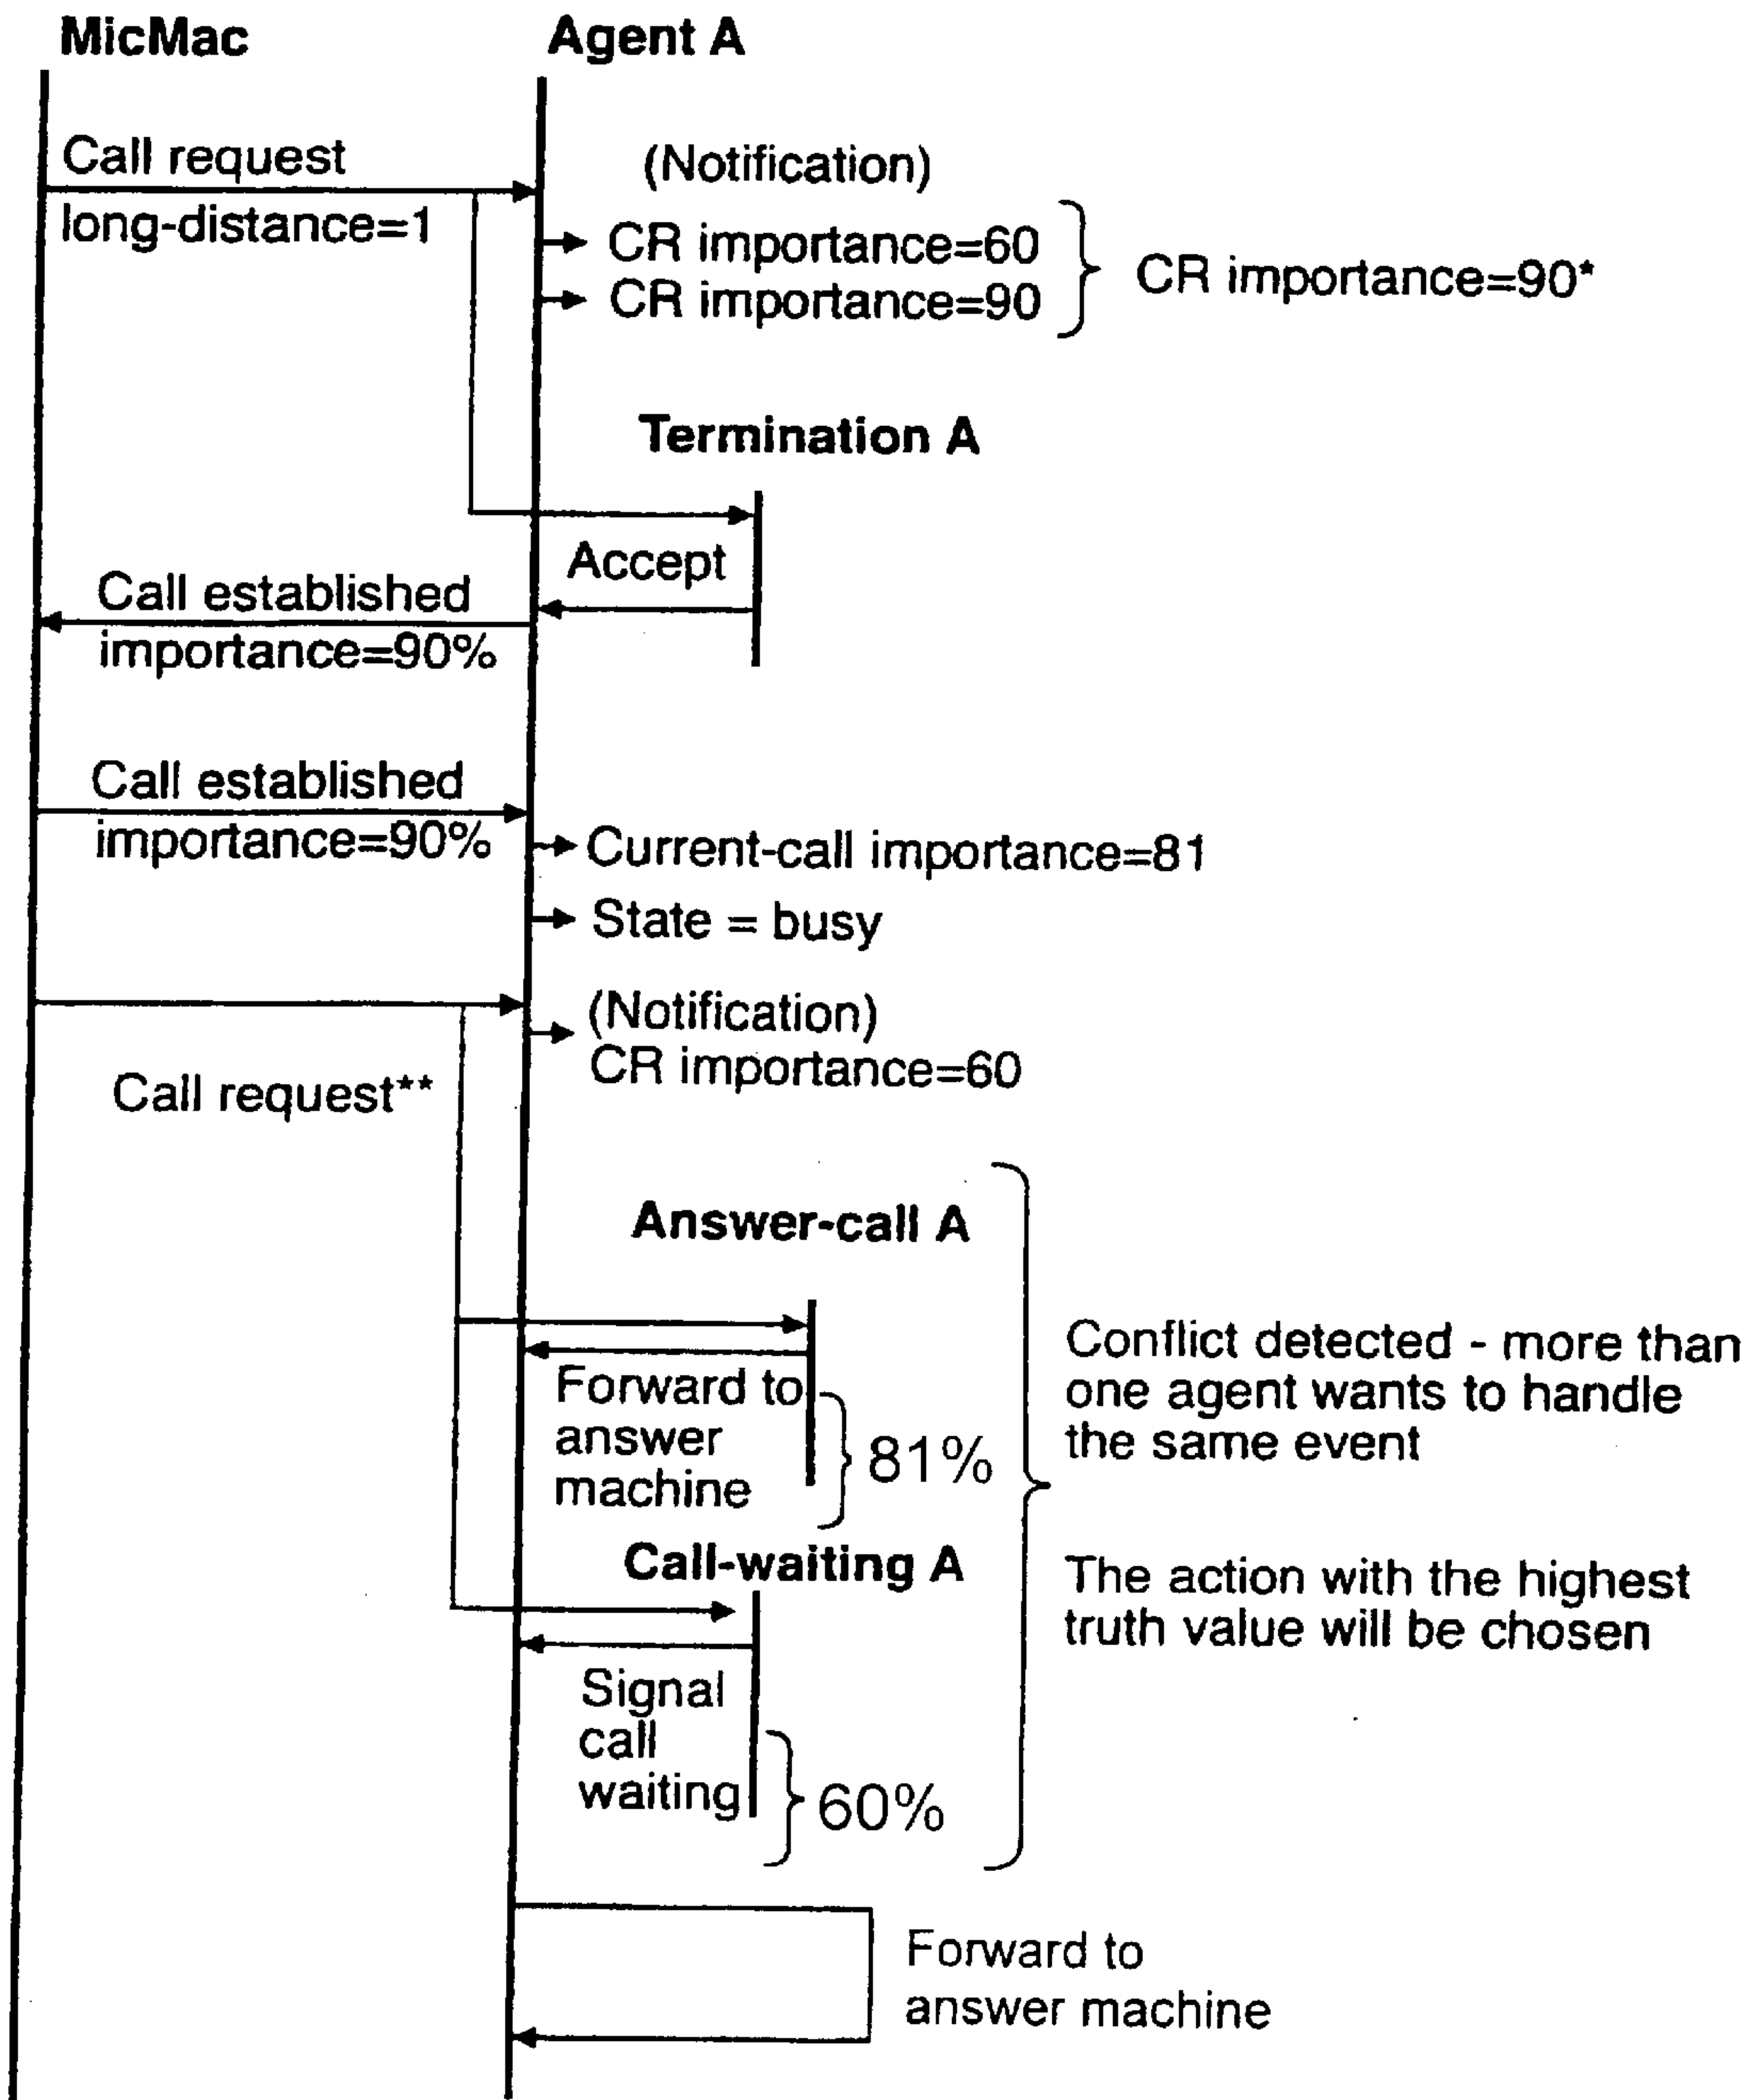 MicMac
Agent A
Call request
long-distance=1
(Notification)
CR importance=60
CR importance=90
CR importance=90*
Termination A
Accept
Call established
importance=90%
Call established
importance=90%
Current-call importance=81
State = busy
(Notification)
CR importance=60
Call request**
Answer-call A
Forward to
answer
machine
81%
Conflict detected - more than
one agent wants to handle
the same event
Call-waiting A
The action with the highest
truth value will be chosen
Signal
call
waiting
60%
Forward to
answer machine